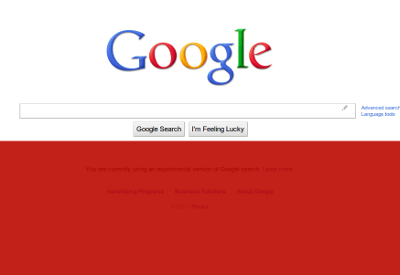 Google
Advanced search
Language tools
Google Search I'm Feeling Lucky
You are currently using an experimental version of Google search. Learn more
Advertising Programs Business Solutions About Google
Privacy